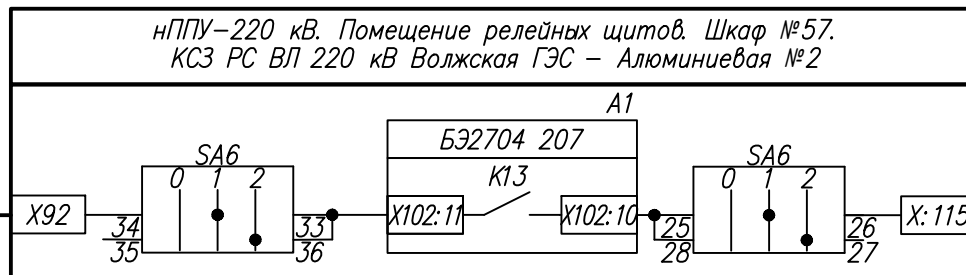 нППУ-220 кВ. Помещение релейных щитов. Шкаф №57.
КСЗ РС ВЛ 220 кВ Волжская ГЭС - Алюминиевая №2
A1
SA6
БЭ2704 207
SA6
0 1 2
К13
0 1 2
X92
34
33
X102:11
X102:10
25
26
X:115
35
36
28
27